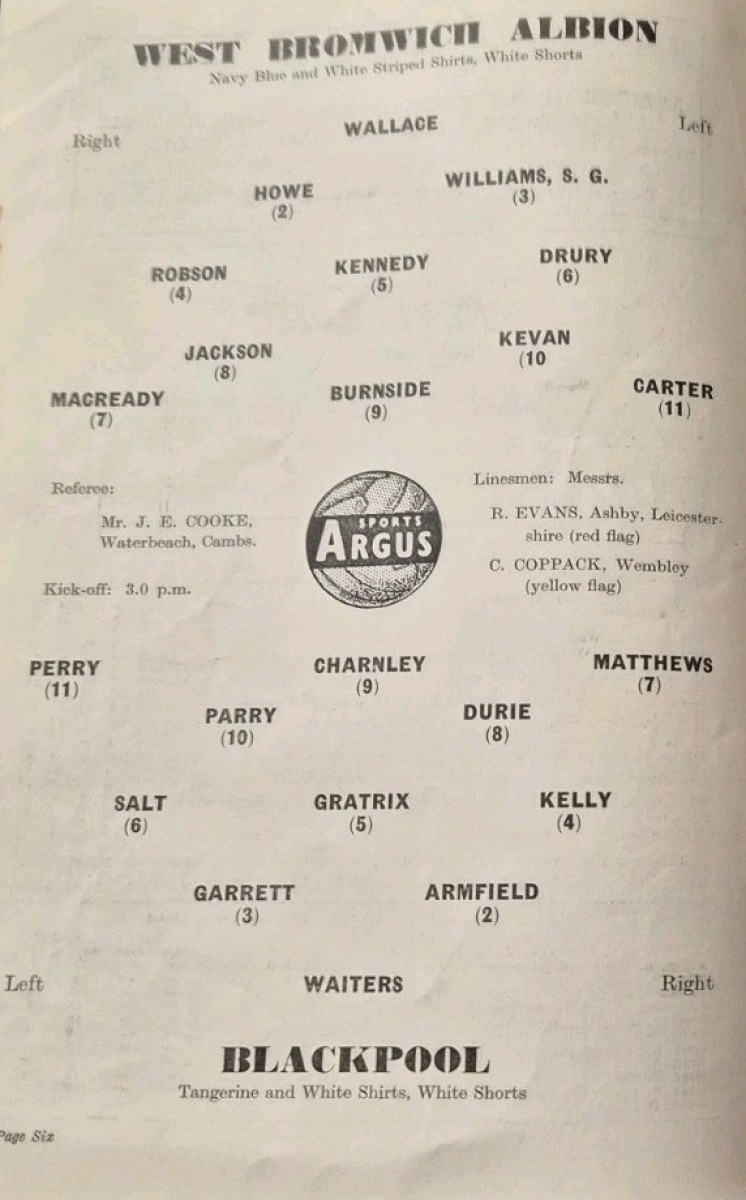 WEST BROMWICH ALBION
Navy Blue and White Striped Shirts, White Shorts
Right WALLACE Left
HOWE WILLIAMS, S. G.
(2) (3)
ROBSON KENNEDY DRURY
(4) (5) (6)
JACKSON KEVAN
(8) (10
MACREADY BURNSIDE CARTER
(7) (9) (11)
Referee:
Mr. J. E. COOKE,
Waterbeach, Cambs.
Kick-off: 3.0 p.m.
SPORTS
ARGUS
Linesmen: Messrs.
R. EVANS, Ashby, Leicester-
shire (red flag)
C. COPPACK, Wembley
(yellow flag)
PERRY CHARNLEY MATTHEWS
(11) (9) (7)
PARRY DURIE
(10) (8)
SALT GRATRIX KELLY
(6) (5) (4)
GARRETT ARMFIELD
(3) (2)
Left WAITERS Right
BLACKPOOL
Tangerine and White Shirts, White Shorts
Page Six